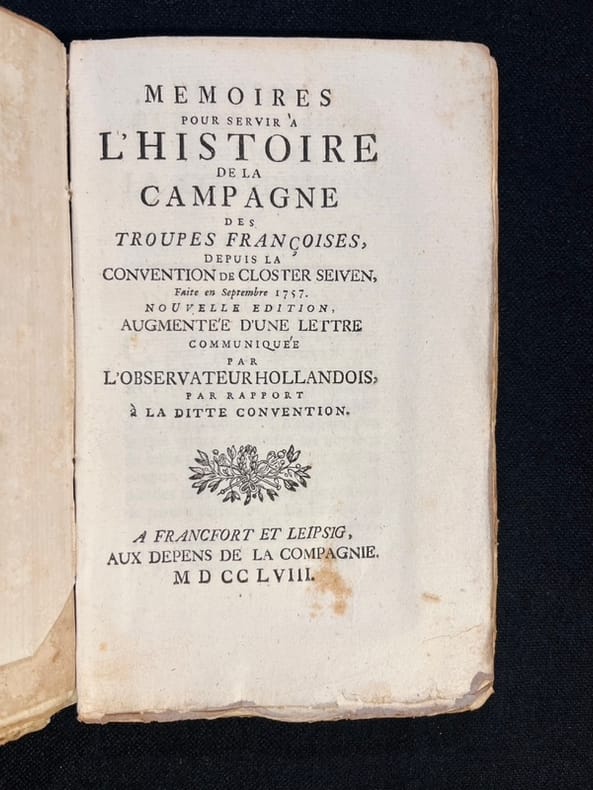 MEMOIRES
POUR SERVIR A
L'HISTOIRE
DE LA
CAMPAGNE
DES
TROUPES FRANÇOISES,
DEPUIS LA
CONVENTION DE CLOSTER SEIVEN,
Faite en Septembre 1757.
NOUVELLE EDITION,
AUGMENTE'E D'UNE LETTRE
COMMUNIQUE'E
PAR
L'OBSERVATEUR HOLLANDOIS,
PAR RAPPORT
à LA DITTE CONVENTION.
A FRANCFORT ET LEIPSIG,
AUX DEPENS DE LA COMPAGNIE.
M D CC LVIII.